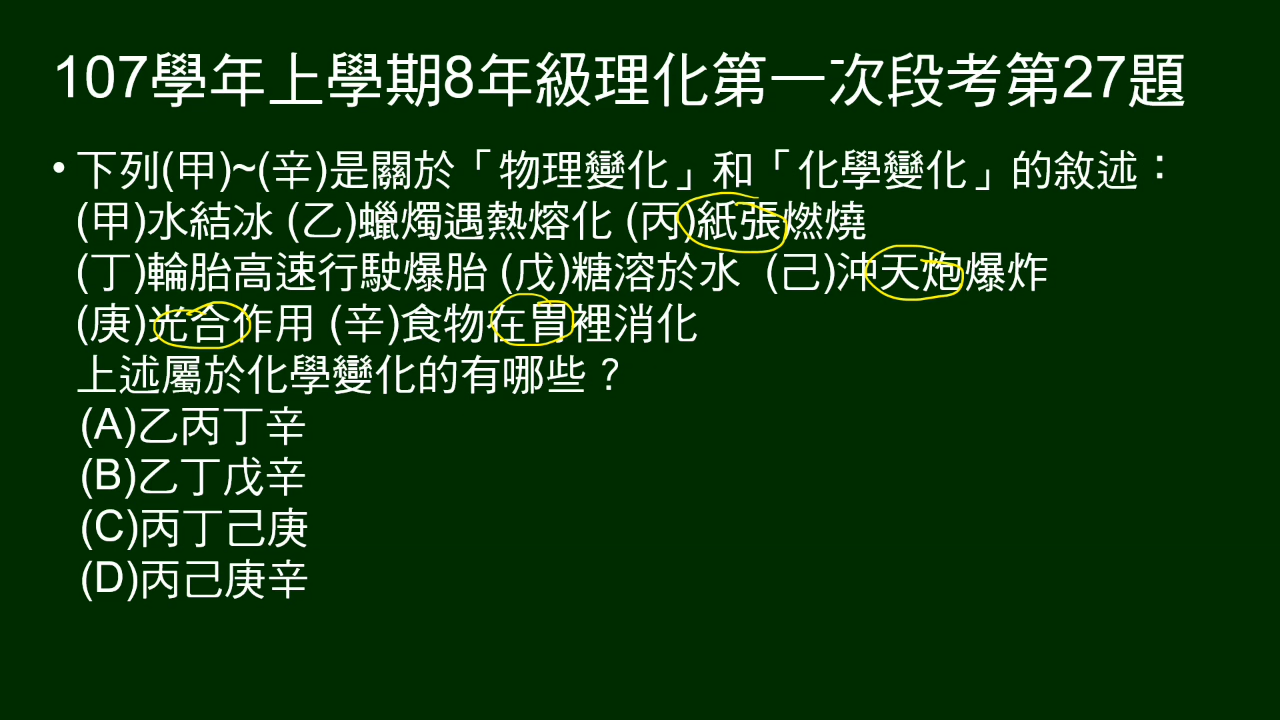 107學年上學期8年級理化第一次段考第27題
• 下列(甲)~(辛)是關於「物理變化」和「化學變化」的敘述：
(甲)水結冰 (乙)蠟燭遇熱熔化 (丙)紙張燃燒
(丁)輪胎高速行駛爆胎 (戊)糖溶於水 (己)沖天炮爆炸
(庚)光合作用 (辛)食物在胃裡消化
上述屬於化學變化的有哪些？
(A)乙丙丁辛
(B)乙丁戊辛
(C)丙丁己庚
(D)丙己庚辛